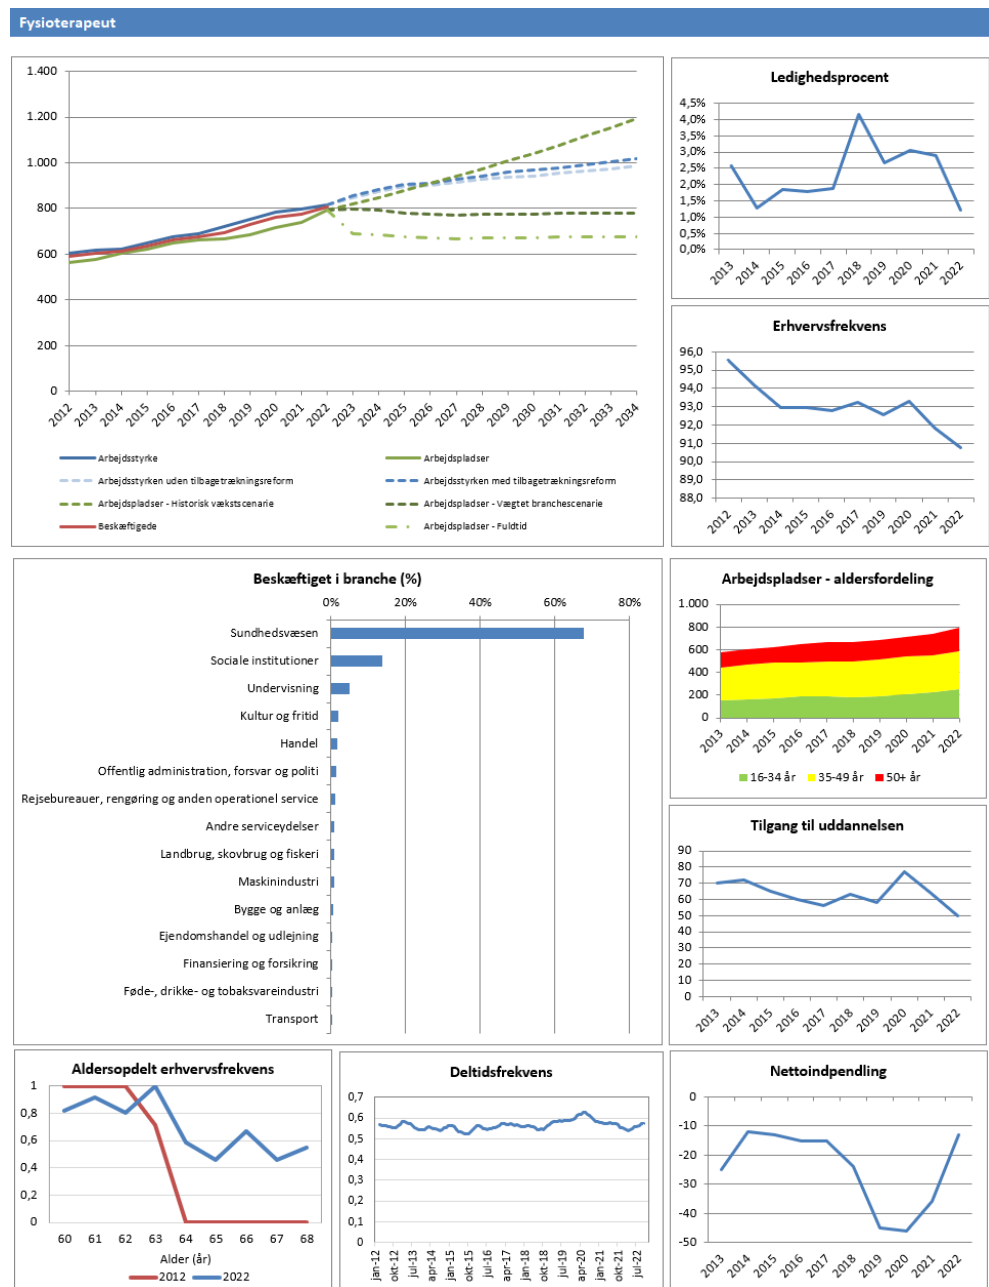 Fysioterapeut
1.400
1.200
1.000
800
600
400
200
0
2012 2013 2014 2015 2016 2017 2018 2019 2020 2021 2022 2023 2024 2025 2026 2027 2028 2029 2030 2031 2032 2033 2034
Arbejdsstyrke Arbejdspladser
Arbejdsstyrken uden tilbagetrækningsreform Arbejdsstyrken med tilbagetrækningsreform
Arbejdspladser - Historisk vækstscenarie Arbejdspladser - Vægtet branchescenarie
Beskæftigede Arbejdspladser - Fuldtid
Ledighedsprocent
4,5%
4,0%
3,5%
3,0%
2,5%
2,0%
1,5%
1,0%
0,5%
0,0%
2013 2014 2015 2016 2017 2018 2019 2020 2021 2022
Erhvervsfrekvens
96,0
95,0
94,0
93,0
92,0
91,0
90,0
89,0
88,0
2012 2013 2014 2015 2016 2017 2018 2019 2020 2021 2022
Beskæftiget i branche (%)
0% 20% 40% 60% 80%
Sundhedsvæsen
Sociale institutioner
Undervisning
Kultur og fritid
Handel
Offentlig administration, forsvar og politi
Rejsebureauer, rengøring og anden operationel service
Andre serviceydelser
Landbrug, skovbrug og fiskeri
Maskinindustri
Bygge og anlæg
Ejendomshandel og udlejning
Finansiering og forsikring
Føde-, drikke- og tobaksvareindustri
Transport
Arbejdspladser - aldersfordeling
1.000
800
600
400
200
0
2013 2014 2015 2016 2017 2018 2019 2020 2021 2022
16-34 år 35-49 år 50+ år
Tilgang til uddannelsen
90
80
70
60
50
40
30
20
10
0
2013 2014 2015 2016 2017 2018 2019 2020 2021 2022
Aldersopdelt erhvervsfrekvens
1
0,8
0,6
0,4
0,2
0
60 61 62 63 64 65 66 67 68
Alder (år)
2012 2022
Deltidsfrekvens
0,7
0,6
0,5
0,4
0,3
0,2
0,1
0
jan-12 okt-12 jul-13 apr-14 jan-15 okt-15 jul-16 apr-17 jan-18 okt-18 jul-19 apr-20 jan-21 okt-21 jul-22
Nettoindpendling
0
-10
-20
-30
-40
-50
2013 2014 2015 2016 2017 2018 2019 2020 2021 2022